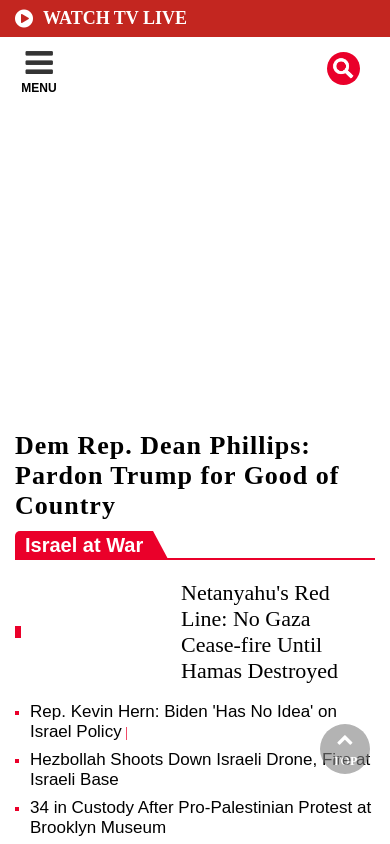 WATCH TV LIVE
MENU
Dem Rep. Dean Phillips:
Pardon Trump for Good of
Country
Israel at War
Netanyahu's Red
Line: No Gaza
Cease-fire Until
Hamas Destroyed
Rep. Kevin Hern: Biden 'Has No Idea' on
Israel Policy |
Hezbollah Shoots Down Israeli Drone, Fires at
Israeli Base
TOP
34 in Custody After Pro-Palestinian Protest at
Brooklyn Museum